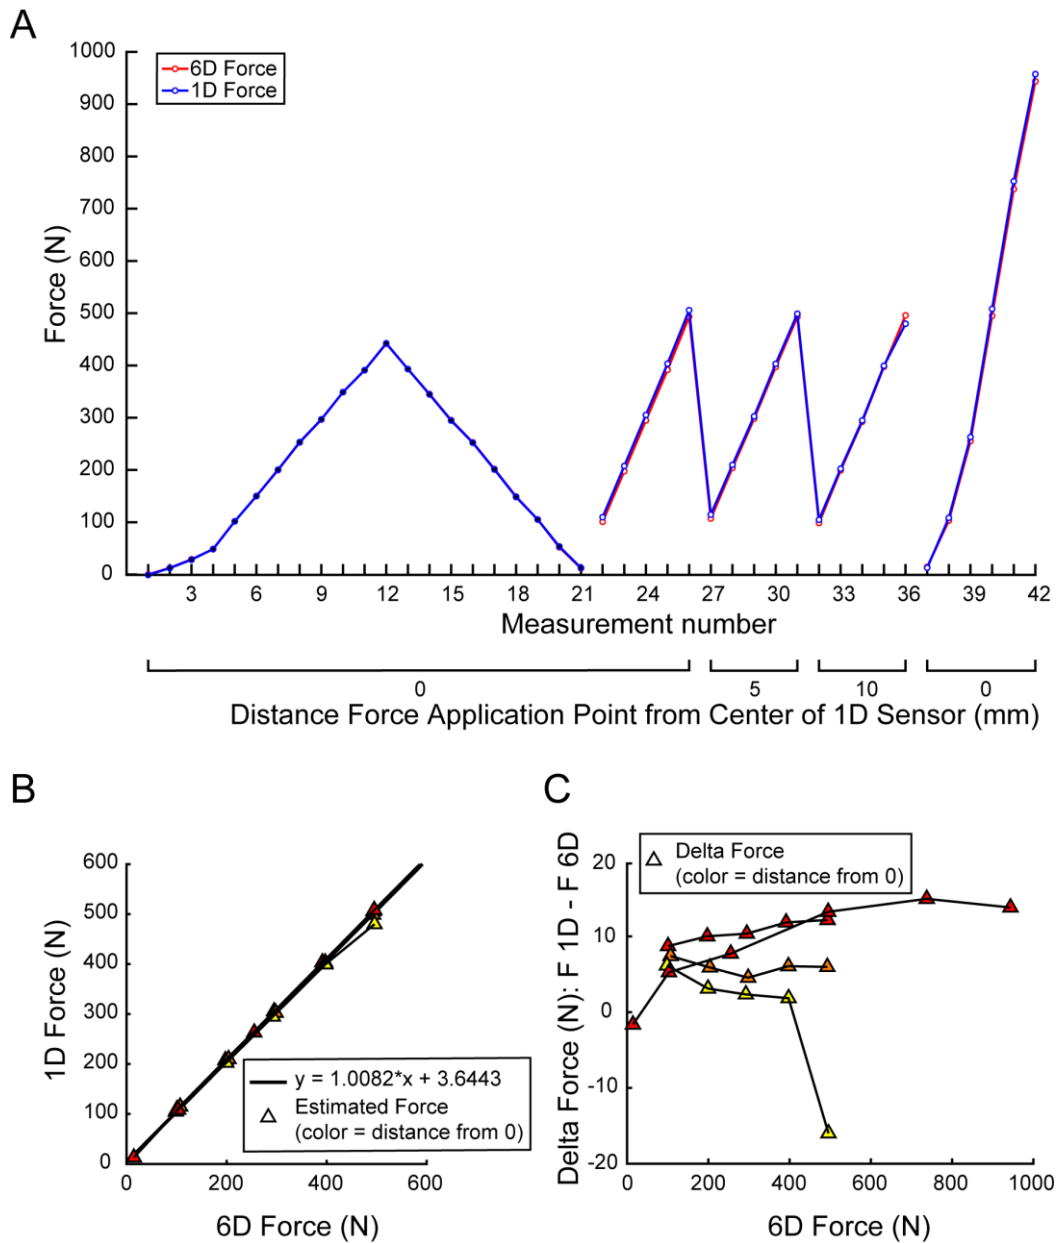 A
1000
900
800
700
600
500
400
300
200
100
0
Force (N)
6D Force
1D Force
3 6 9 12 15 18 21 24 27 30 33 36 39 42
Measurement number
0 5 10 0
Distance Force Application Point from Center of 1D Sensor (mm)
B
600
500
400
300
200
100
0
1D Force (N)
y = 1.0082*x + 3.6443
Estimated Force
(color = distance from 0)
0 200 400 600
6D Force (N)
C
20
10
0
-10
-20
Delta Force (N): F 1D - F 6D
Delta Force
(color = distance from 0)
0 200 400 600 800 1000
6D Force (N)